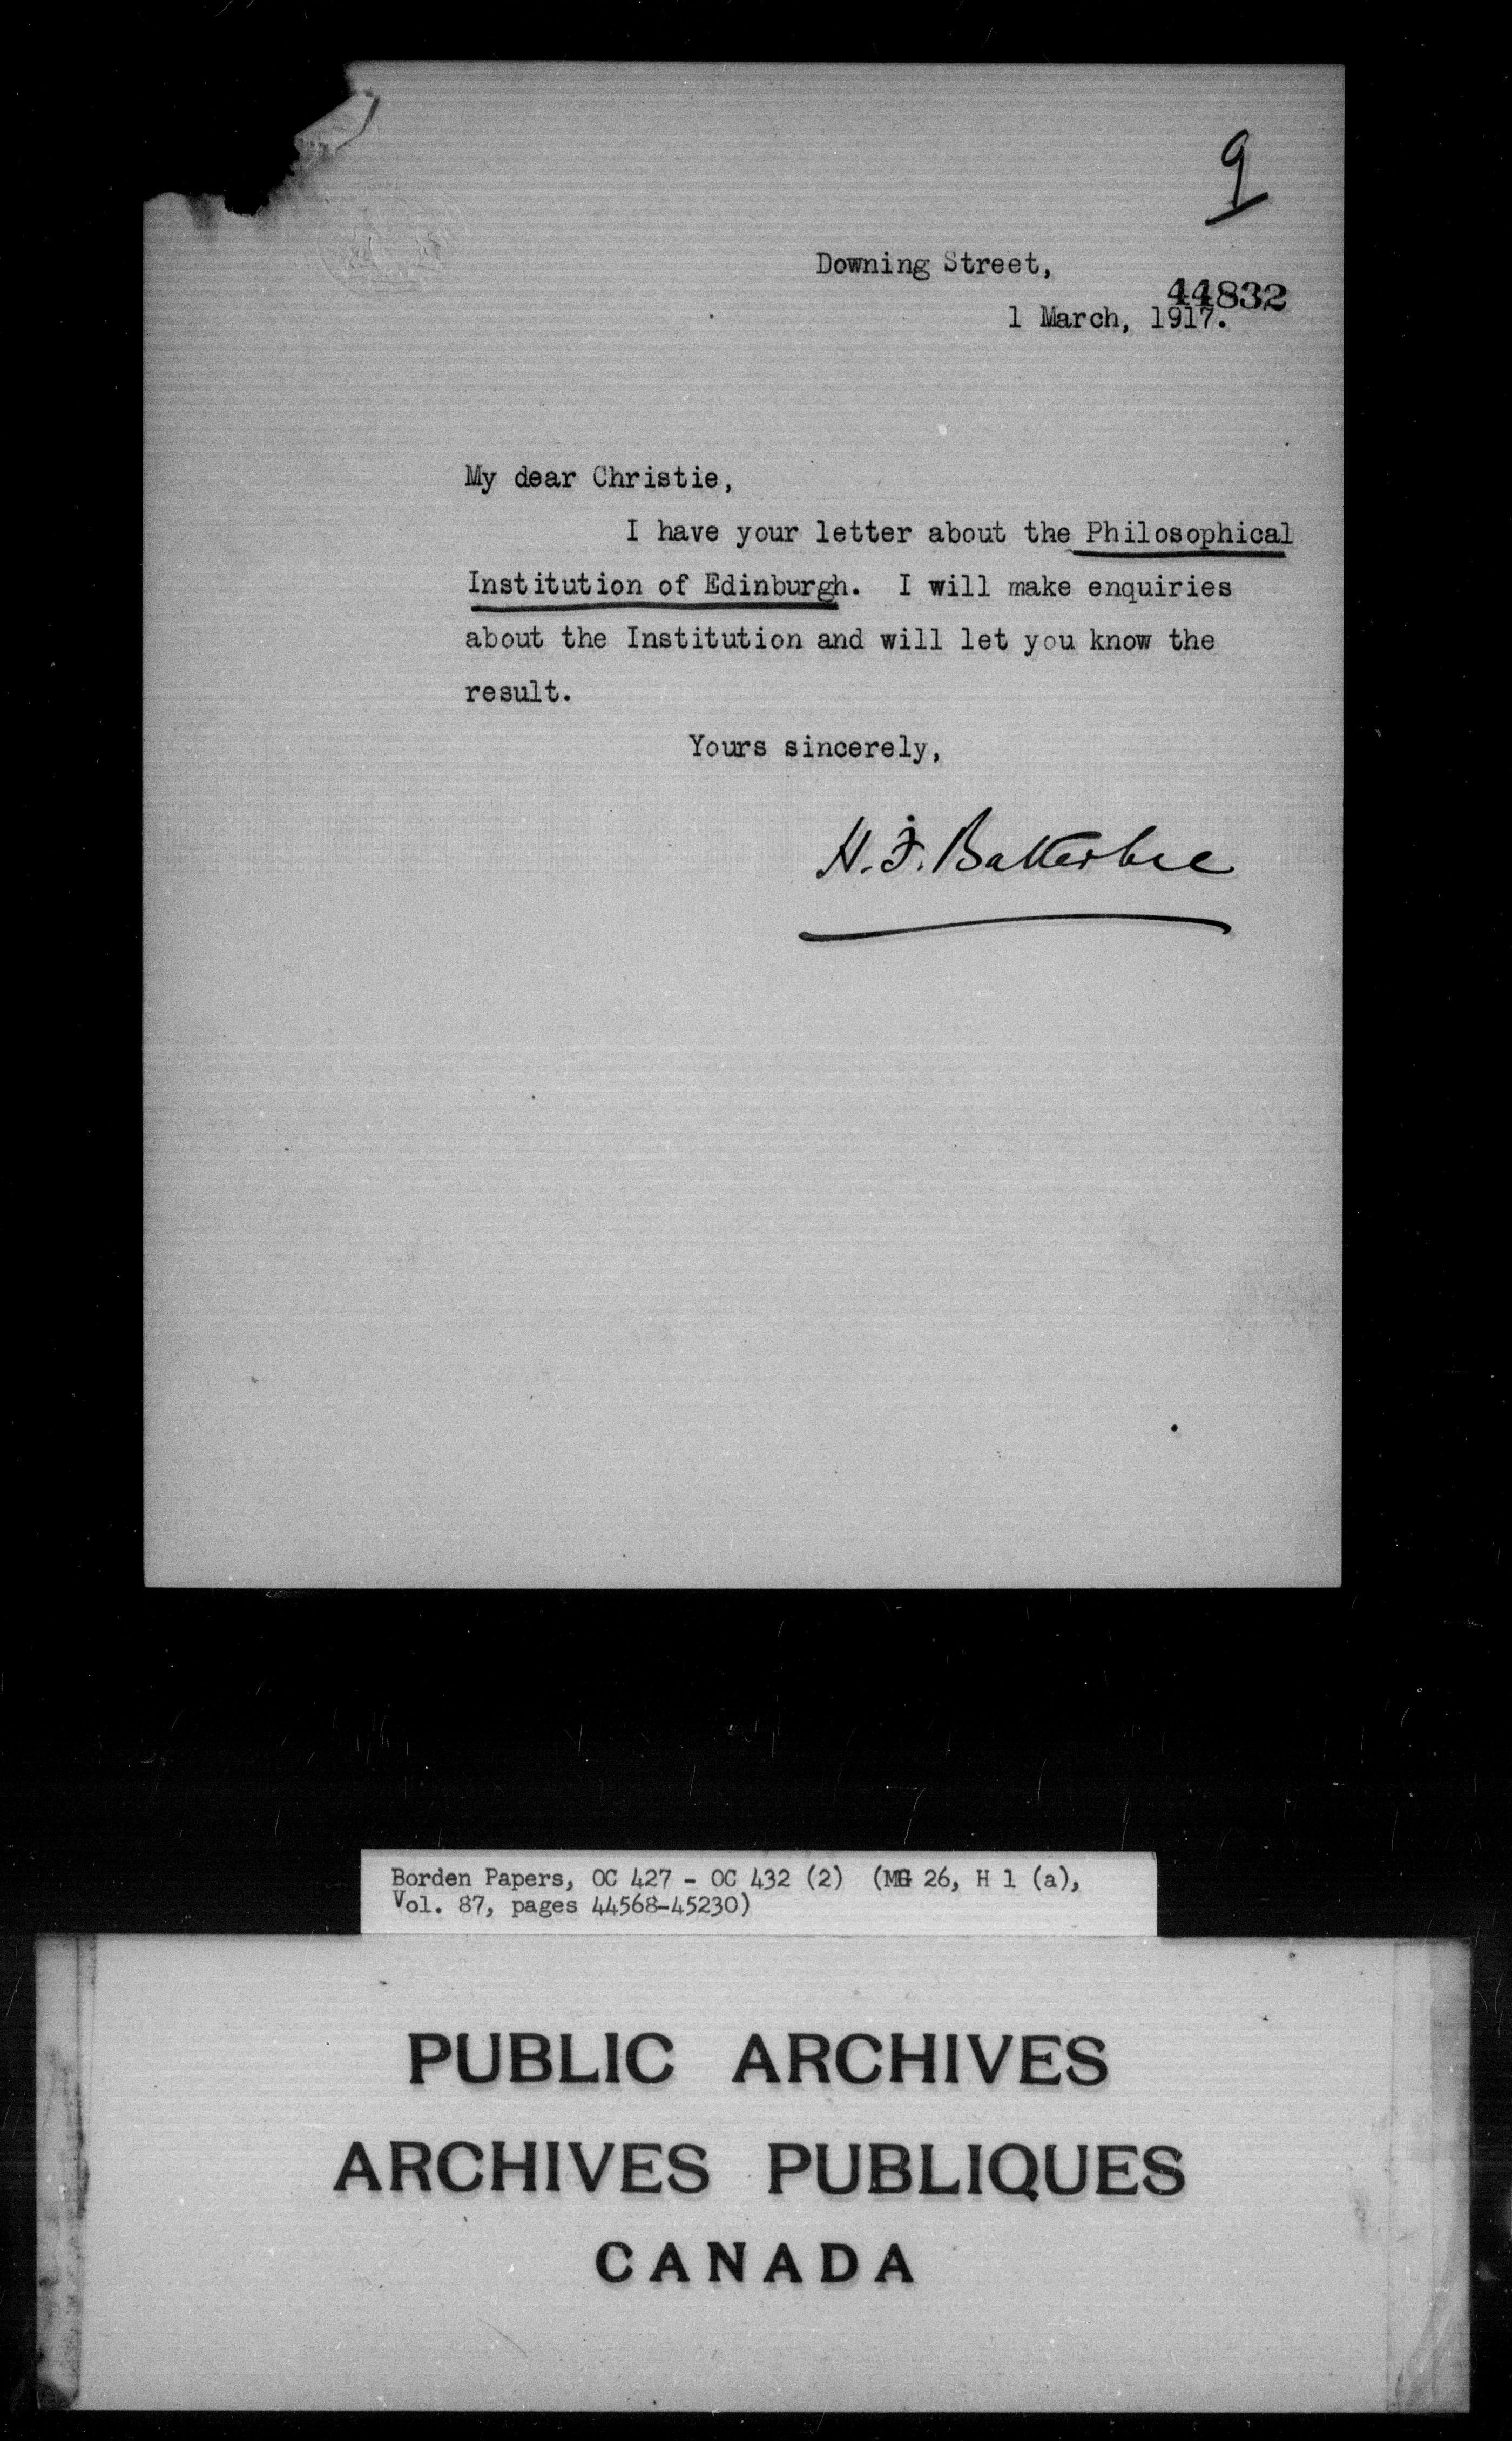 9
Downing Street,
44832
1 March, 1917.
My dear Christie,
I have your letter about the Philosophical
Institution of Edinburgh. I will make enquiries
about the Institution and will let you know the
result.
Yours sincerely,
H. F. Batterbee
Borden Papers, OC 427 - OC 432 (2) (MG 26, H 1 (a),
Vol. 87, pages 44568-45230)
PUBLIC ARCHIVES
ARCHIVES PUBLIQUES
CANADA